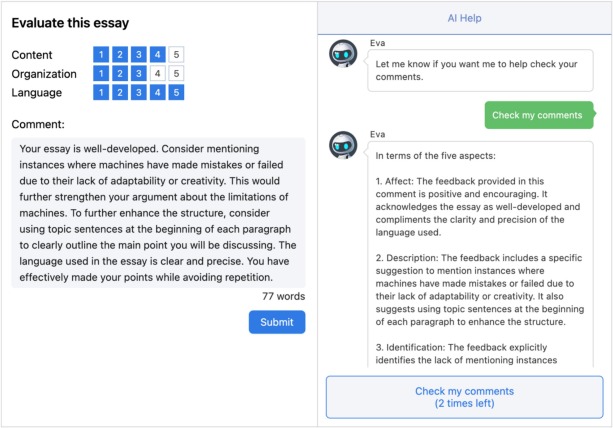 Evaluate this essay
Content 1 2 3 4 5
Organization 1 2 3 4 5
Language 1 2 3 4 5
Comment:
Your essay is well-developed. Consider mentioning
instances where machines have made mistakes or failed
due to their lack of adaptability or creativity. This would
further strengthen your argument about the limitations of
machines. To further enhance the structure, consider
using topic sentences at the beginning of each paragraph
to clearly outline the main point you will be discussing. The
language used in the essay is clear and precise. You have
effectively made your points while avoiding repetition.
77 words
Submit
AI Help
Eva
Let me know if you want me to help check your
comments.
Check my comments
Eva
In terms of the five aspects:
1. Affect: The feedback provided in this
comment is positive and encouraging. It
acknowledges the essay as well-developed and
compliments the clarity and precision of the
language used.
2. Description: The feedback includes a specific
suggestion to mention instances where
machines have made mistakes or failed due to
their lack of adaptability or creativity. It also
suggests using topic sentences at the beginning
of each paragraph to enhance the structure.
3. Identification: The feedback explicitly
identifies the lack of mentioning instances
Check my comments
(2 times left)